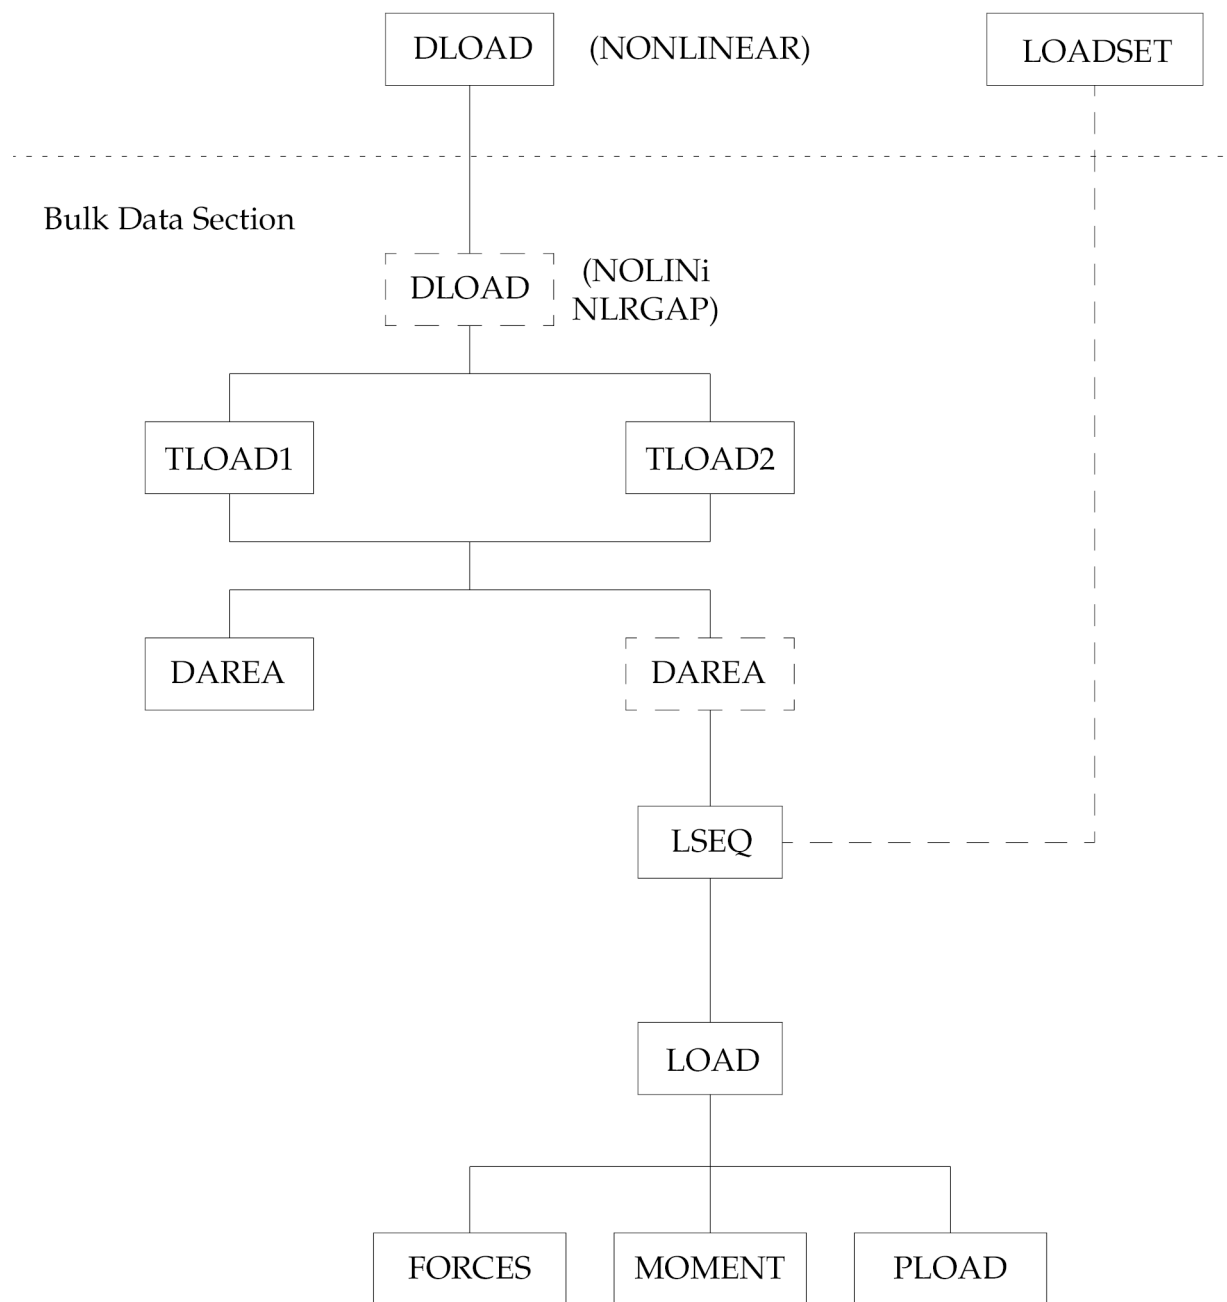 DLOAD (NONLINEAR) LOADSET
Bulk Data Section
DLOAD (NOLINi
NLRGAP)
TLOAD1 TLOAD2
DAREA DAREA
LSEQ
LOAD
FORCES MOMENT PLOAD